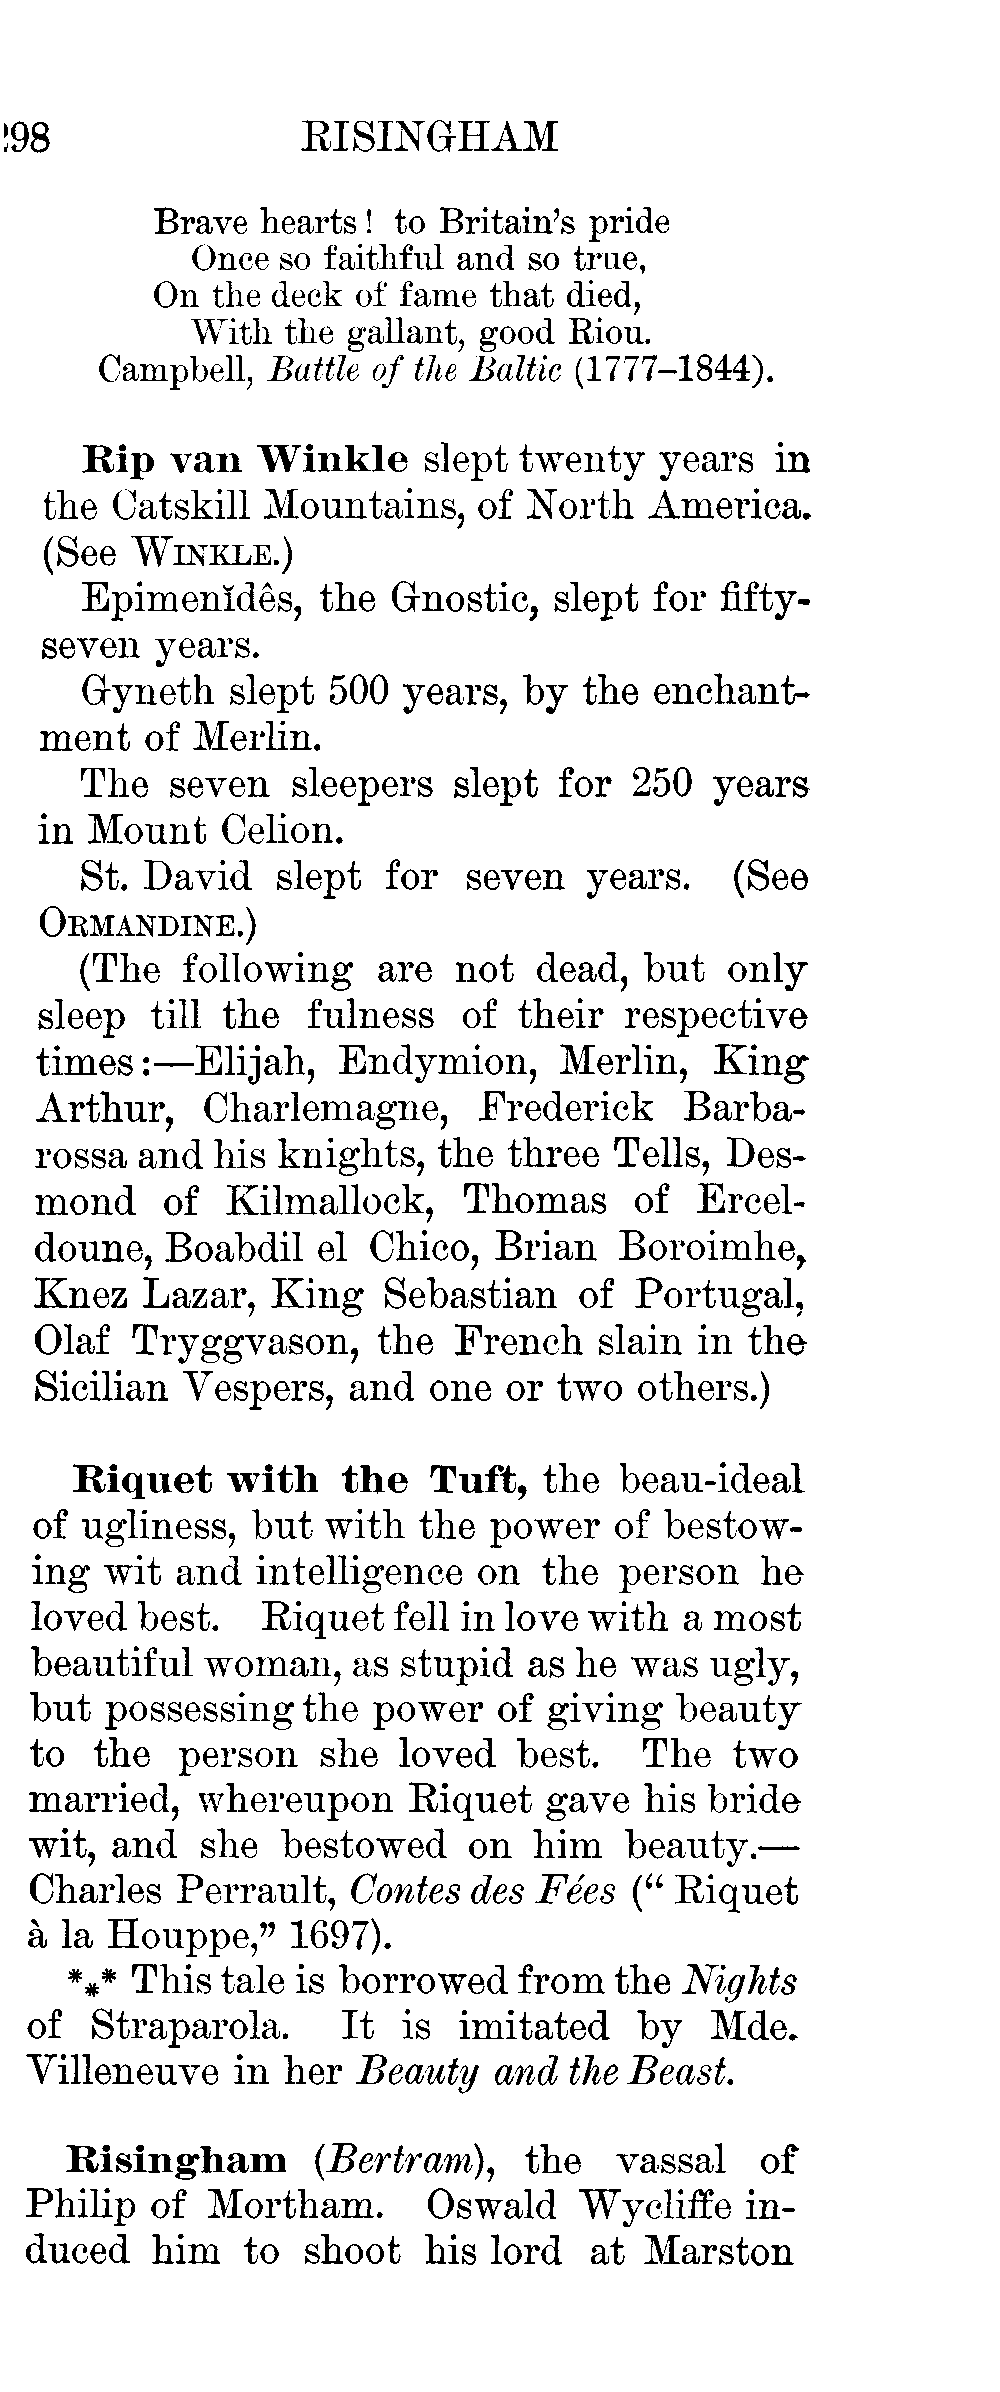 298 RISINGHAM
Brave hearts! to Britain's pride
Once so faithful and so true,
On the deck of fame that died,
With the gallant, good Riou.
Campbell, Battle of the Baltic (1777–1844).
Rip van Winkle slept twenty years in
the Catskill Mountains, of North America.
(See WINKLE.)
Epimenĭdês, the Gnostic, slept for fifty-
seven years.
Gyneth slept 500 years, by the enchant-
ment of Merlin.
The seven sleepers slept for 250 years
in Mount Celion.
St. David slept for seven years. (See
ORMANDINE.)
(The following are not dead, but only
sleep till the fulness of their respective
times:—Elijah, Endymion, Merlin, King
Arthur, Charlemagne, Frederick Barba-
rossa and his knights, the three Tells, Des-
mond of Kilmallock, Thomas of Ercel-
doune, Boabdil el Chico, Brian Boroimhe,
Knez Lazar, King Sebastian of Portugal,
Olaf Tryggvason, the French slain in the
Sicilian Vespers, and one or two others.)
Riquet with the Tuft, the beau-ideal
of ugliness, but with the power of bestow-
ing wit and intelligence on the person he
loved best. Riquet fell in love with a most
beautiful woman, as stupid as he was ugly,
but possessing the power of giving beauty
to the person she loved best. The two
married, whereupon Riquet gave his bride
wit, and she bestowed on him beauty.—
Charles Perrault, Contes des Fées (“Riquet
à la Houppe,” 1697).
*⁎* This tale is borrowed from the Nights
of Straparola. It is imitated by Mde.
Villeneuve in her Beauty and the Beast.
Risingham (Bertram), the vassal of
Philip of Mortham. Oswald Wycliffe in-
duced him to shoot his lord at Marston